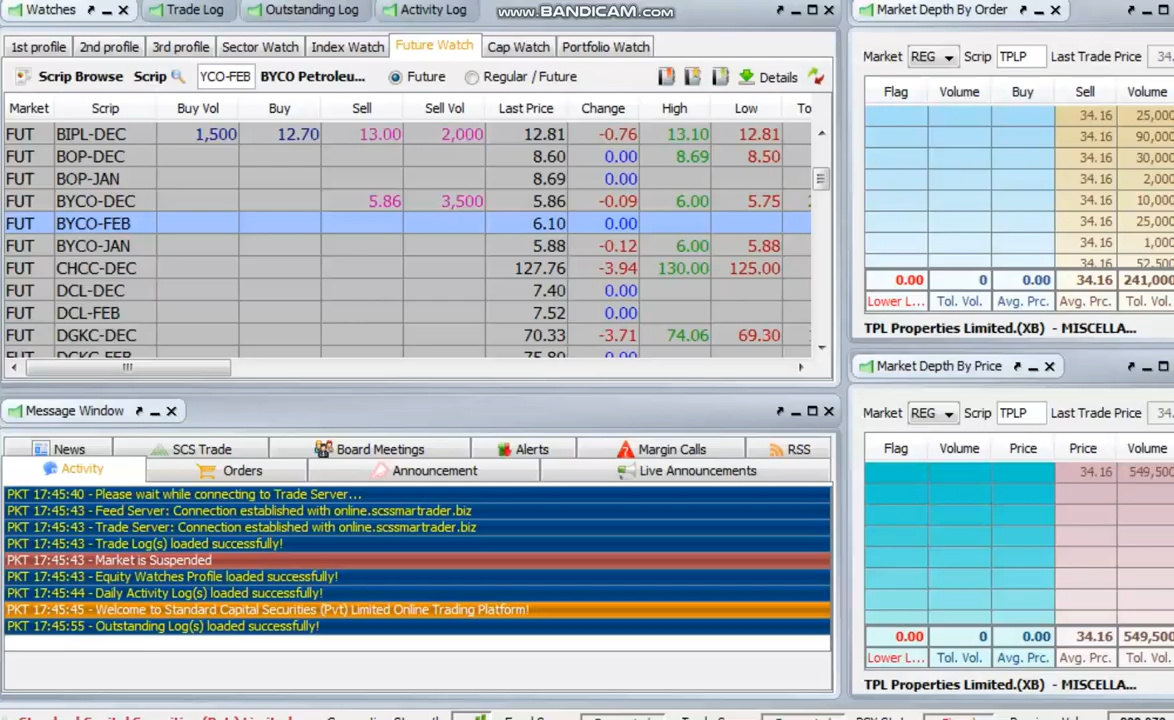 Watches
Trade Log
Outstanding Log
Activity Log
www.BANDICAM.com
1st profile 2nd profile 3rd profile Sector Watch Index Watch Future Watch Cap Watch Portfolio Watch
Scrip Browse Scrip YCO-FEB BYCO Petroleu... Future Regular / Future Details
Market Scrip Buy Vol Buy Sell Sell Vol Last Price Change High Low To
FUT BIPL-DEC 1,500 12.70 13.00 2,000 12.81 -0.76 13.10 12.81
FUT BOP-DEC 8.60 0.00 8.69 8.50
FUT BOP-JAN 8.69 0.00
FUT BYCO-DEC 5.86 3,500 5.86 -0.09 6.00 5.75
FUT BYCO-FEB 6.10 0.00
FUT BYCO-JAN 5.88 -0.12 6.00 5.88
FUT CHCC-DEC 127.76 -3.94 130.00 125.00
FUT DCL-DEC 7.40 0.00
FUT DCL-FEB 7.52 0.00
FUT DGKC-DEC 70.33 -3.71 74.06 69.30
FUT DGKC-FEB 75.80 0.00
Message Window
News SCS Trade Board Meetings Alerts Margin Calls RSS
Activity Orders Announcement Live Announcements
PKT 17:45:40 - Please wait while connecting to Trade Server...
PKT 17:45:43 - Feed Server: Connection established with online.scssmartrader.biz
PKT 17:45:43 - Trade Server: Connection established with online.scssmartrader.biz
PKT 17:45:43 - Trade Log(s) loaded successfully!
PKT 17:45:43 - Market is Suspended
PKT 17:45:43 - Equity Watches Profile loaded successfully!
PKT 17:45:44 - Daily Activity Log(s) loaded successfully!
PKT 17:45:45 - Welcome to Standard Capital Securities (Pvt) Limited Online Trading Platform!
PKT 17:45:55 - Outstanding Log(s) loaded successfully!
Market Depth By Order
Market REG Scrip TPLP Last Trade Price 34.
Flag Volume Buy Sell Volume
34.16 25,000
34.16 90,000
34.16 30,000
34.16 2,000
34.16 10,000
34.16 25,000
34.16 1,000
34.16 52,500
0.00 0 0.00 34.16 241,000
Lower L... Tol. Vol. Avg. Prc. Avg. Prc. Tol. Vol.
TPL Properties Limited.(XB) - MISCELLA...
Market Depth By Price
Market REG Scrip TPLP Last Trade Price 34.
Flag Volume Price Price Volume
34.16 549,500
0.00 0 0.00 34.16 549,500
Lower L... Tol. Vol. Avg. Prc. Avg. Prc. Tol. Vol.
TPL Properties Limited.(XB) - MISCELLA...